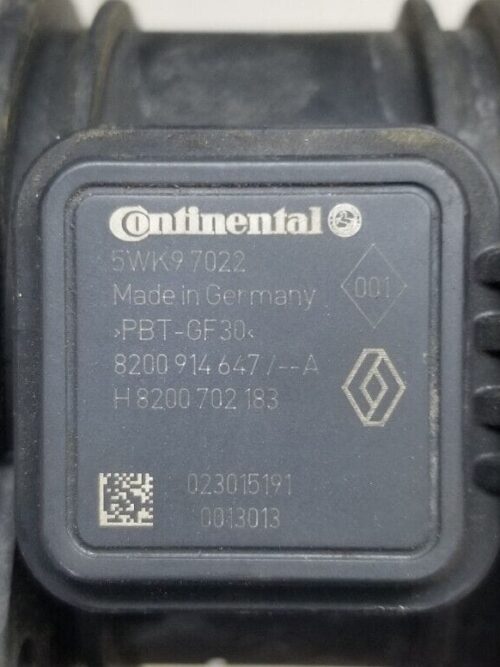 Continental
5WK9 7022
Made in Germany
001
>PBT-GF30<
8200 914 647 /--A
H 8200 702 183
023015191
0013013